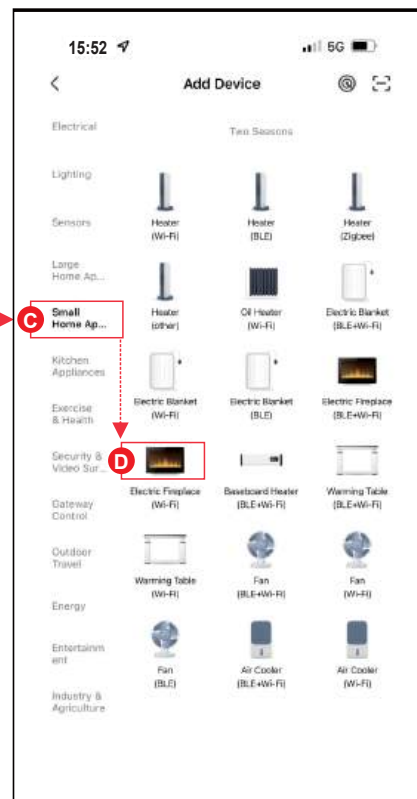 15:52
5G
Add Device
Electrical
Lighting
Sensors
Large
Home Ap...
C
Small
Home Ap...
Kitchen
Appliances
Exercise
& Health
Security &
Video Sur...
D
Gateway
Control
Outdoor
Travel
Energy
Entertainm
ent
Industry &
Agriculture
Two Seasons
Heater
(Wi-Fi)
Heater
(BLE)
Heater
(Zigbee)
Heater
(other)
Oil Heater
(Wi-Fi)
Electric Blanket
(BLE+Wi-Fi)
Electric Blanket
(Wi-Fi)
Electric Blanket
(BLE)
Electric Fireplace
(BLE+Wi-Fi)
Electric Fireplace
(Wi-Fi)
Baseboard Heater
(BLE+Wi-Fi)
Warming Table
(BLE+Wi-Fi)
Warming Table
(Wi-Fi)
Fan
(BLE+Wi-Fi)
Fan
(Wi-Fi)
Fan
(BLE)
Air Cooler
(BLE+Wi-Fi)
Air Cooler
(Wi-Fi)